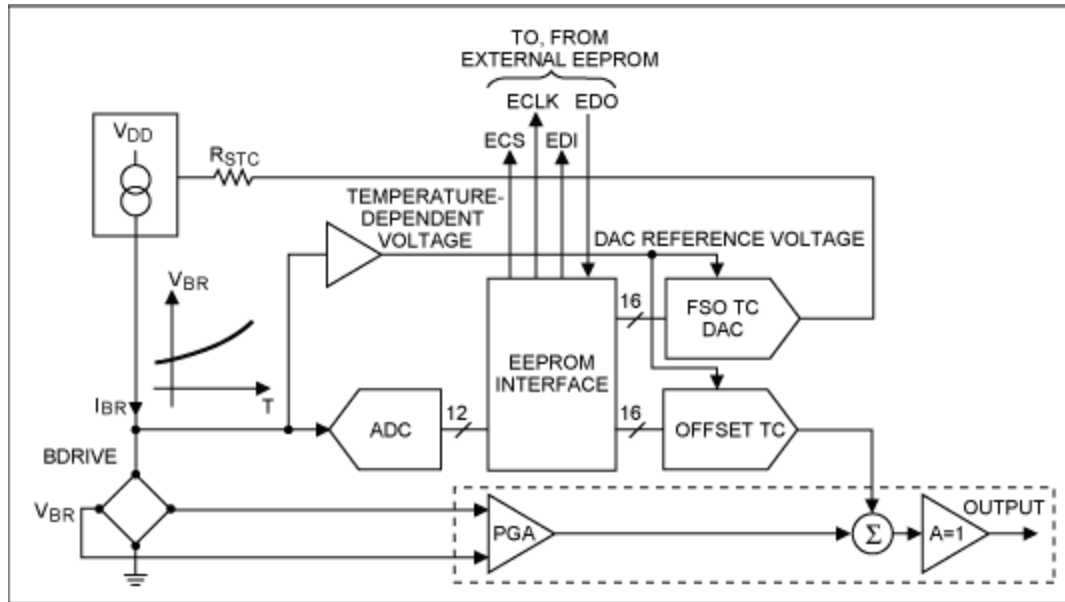 TO, FROM
EXTERNAL EEPROM
ECLK EDO
ECS EDI
VDD
RSTC
TEMPERATURE-
DEPENDENT
VOLTAGE
DAC REFERENCE VOLTAGE
VBR
16
FSO TC
DAC
EEPROM
INTERFACE
T
IBR
ADC
12
16
OFFSET TC
BDRIVE
VBR
PGA
Σ
A=1
OUTPUT